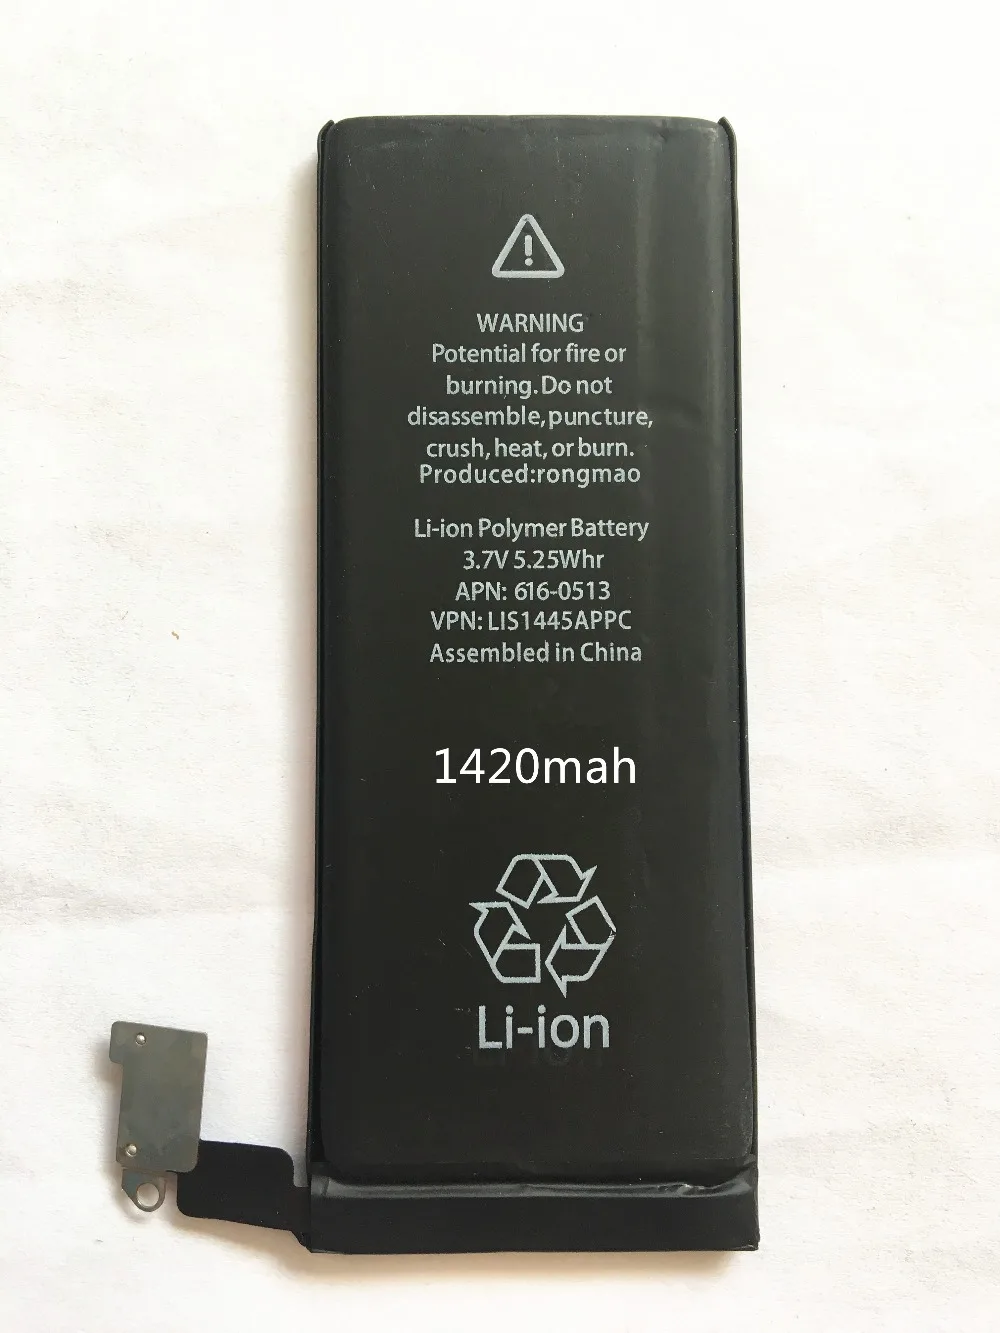 WARNING
Potential for fire or
burning. Do not
disassemble, puncture,
crush, heat, or burn.
Produced:rongmao
Li-ion Polymer Battery
3.7V 5.25Whr
APN: 616-0513
VPN: LIS1445APPC
Assembled in China
1420mah
Li-ion